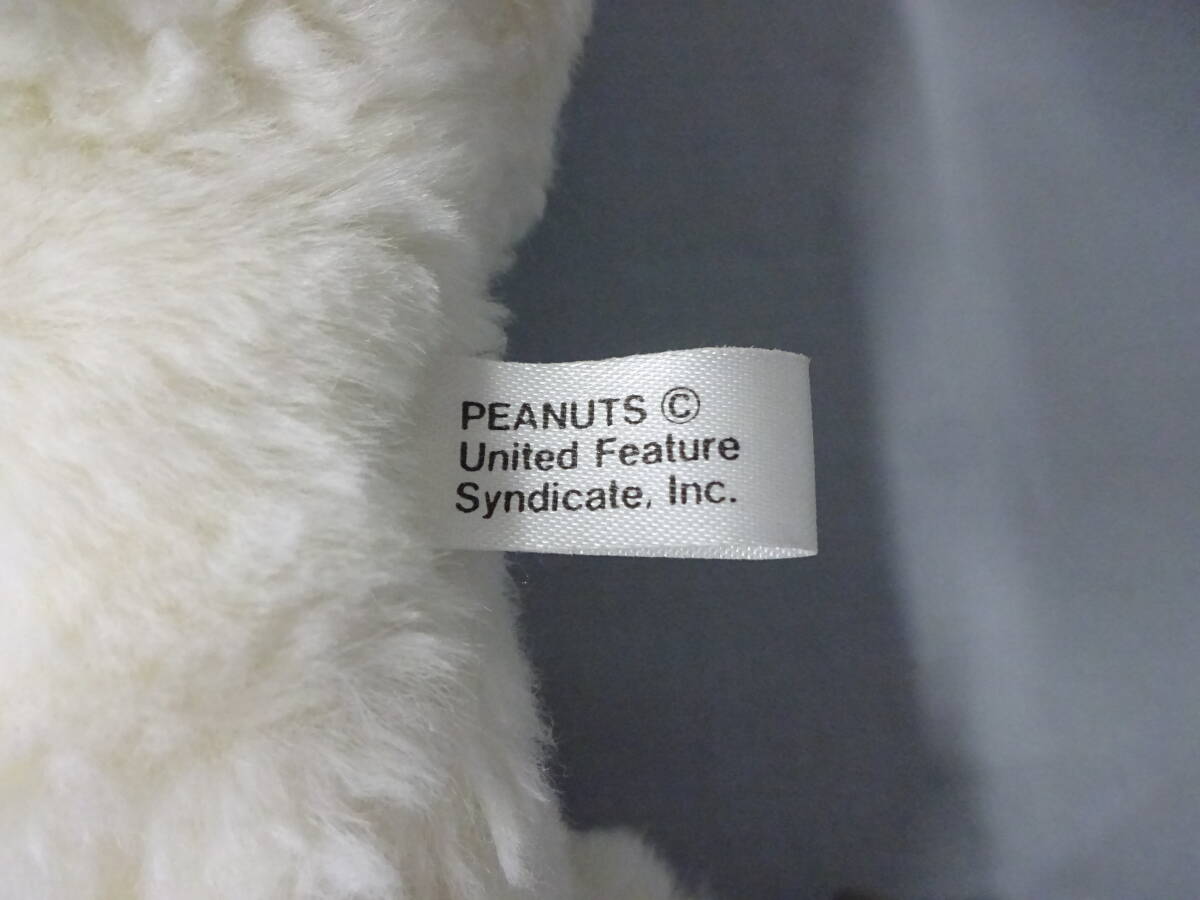 PEANUTS ©
United Feature
Syndicate, Inc.